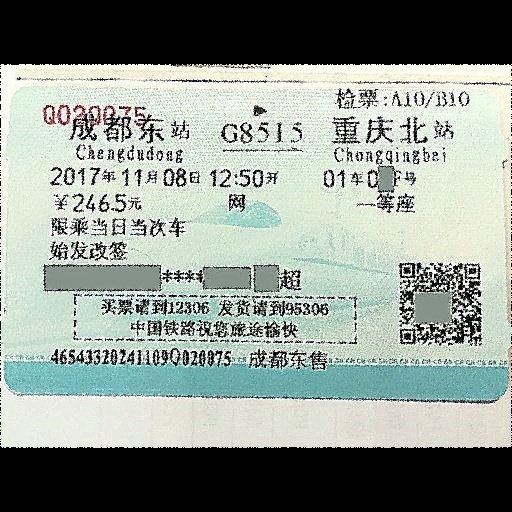 检票:A10/B10
Q020075
成都东站 G8515 重庆北站
Chengdudong Chongqingbei
2017年11月08日 12:50开 01车0 F号
￥246.5元 网 一等座
限乘当日当次车
始发改签
**** 超
买票请到12306 发货请到95306
中国铁路祝您旅途愉快
46543320241109Q020075 成都东售